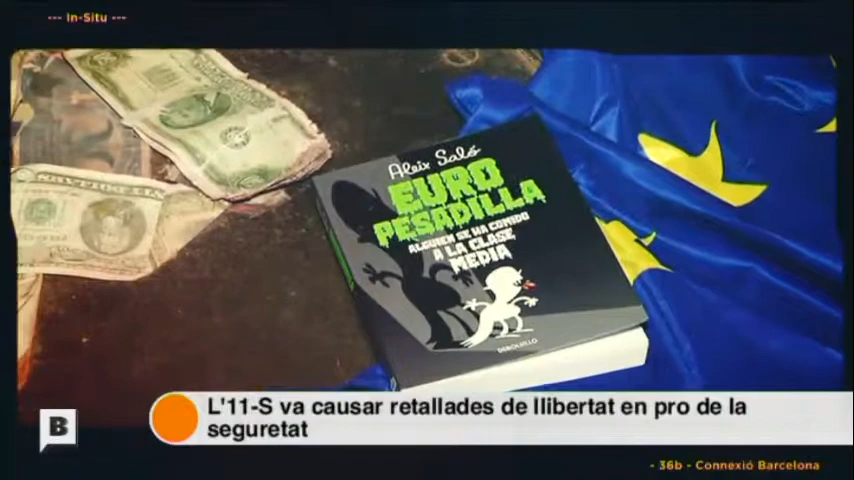 --- In-Situ ---
Aleix Saló
EURO
PESADILLA
ALGUIEN SE HA COMIDO
A LA CLASE
MEDIA
DEBOLSILLO
B
L'11-S va causar retallades de llibertat en pro de la
seguretat
- 36b - Connexió Barcelona